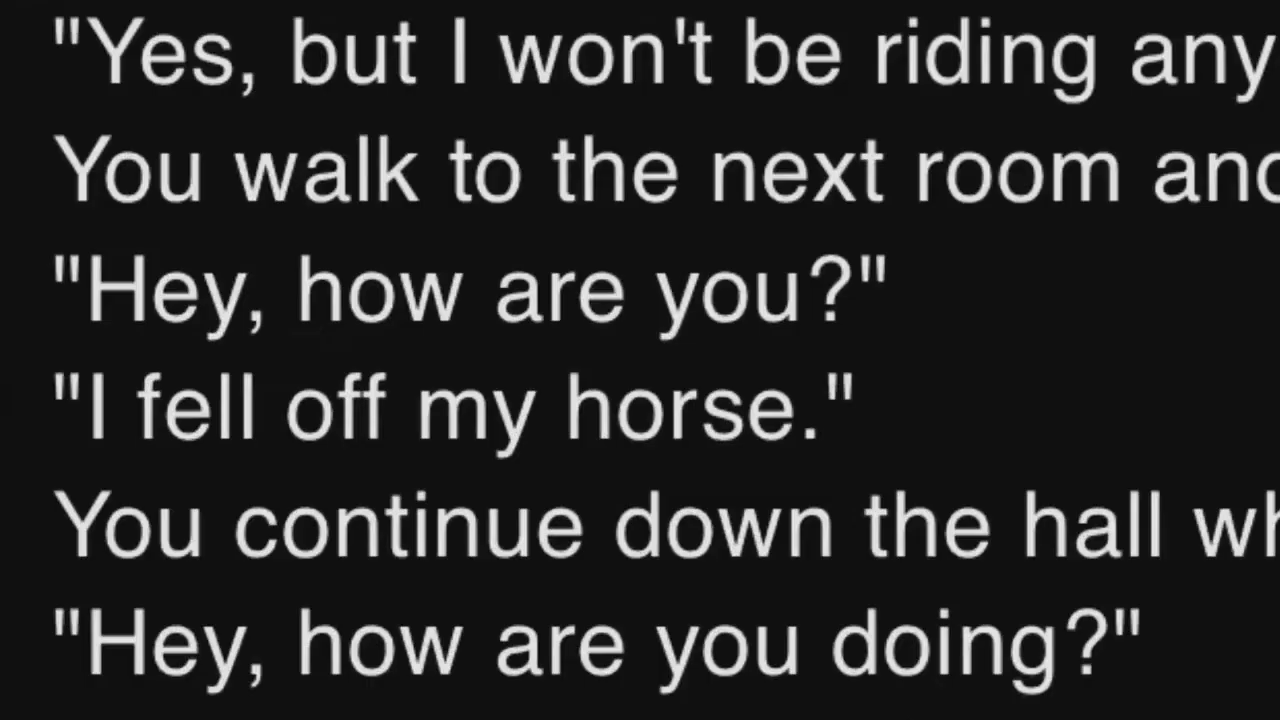 "Yes, but I won't be riding any
You walk to the next room and
"Hey, how are you?"
"I fell off my horse."
You continue down the hall wh
"Hey, how are you doing?"